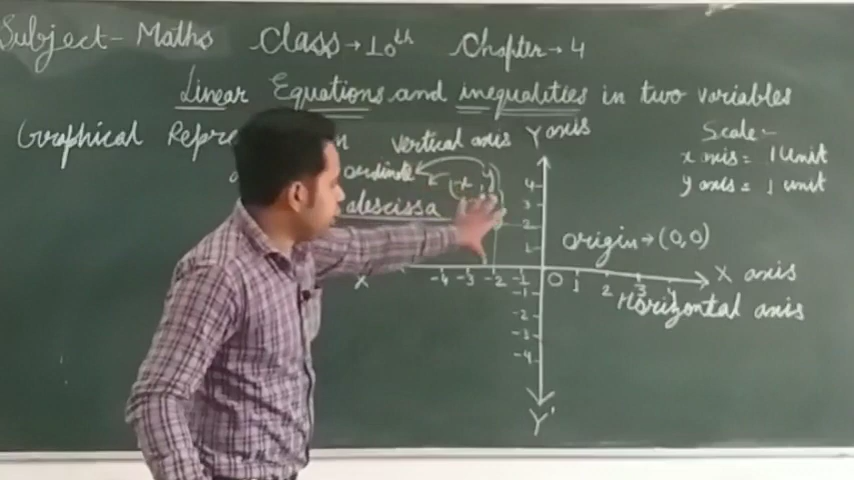 Subject - Maths Class → 10th Chapter → 4
Linear Equations and inequalities in two variables
Graphical Repre
vertical axis Y axis
Scale:-
x axis = 1 Unit
y axis = 1 unit
ordinate
abscissa
origin → (0,0)
4
3
2
1
X -4 -3 -2 -1 0 1 2 3 4 X axis
Horizontal axis
-1
-2
-3
-4
Y'